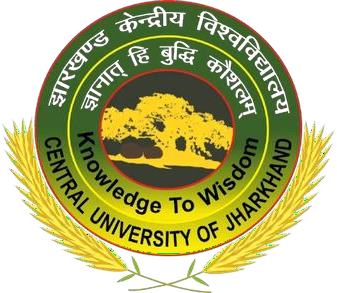 झारखण्ड केन्द्रीय विश्वविद्यालय
ज्ञानात् हि बुद्धि कौशलम्
Knowledge To Wisdom
CENTRAL UNIVERSITY OF JHARKHAND